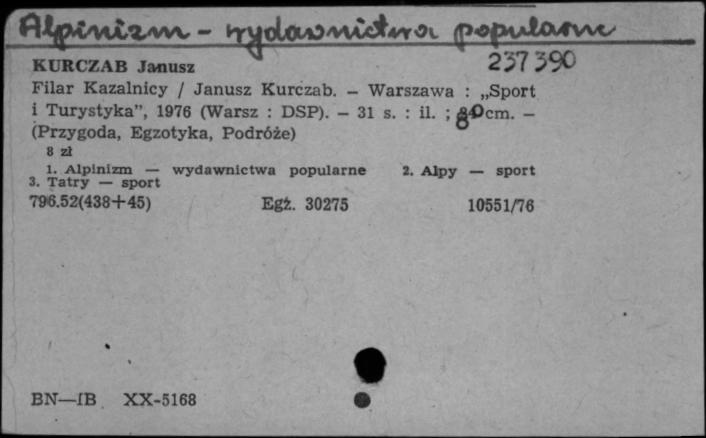 Alpinizm - wydawnictwa popularne
KURCZAB Janusz 237390
Filar Kazalnicy / Janusz Kurczab. — Warszawa : „Sport
i Turystyka”, 1976 (Warsz : DSP). — 31 s. : il. ; 8° cm. —
(Przygoda, Egzotyka, Podróże)
8 zł
1. Alpinizm — wydawnictwa popularne 2. Alpy — sport
3. Tatry — sport
796.52(438+45) Egz. 30275 10551/76
BN—IB XX-5168